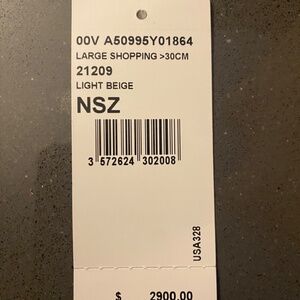 00V A50995Y01864
LARGE SHOPPING >30CM
21209
LIGHT BEIGE
NSZ
3 572624 302008
USA328
$ 2900.00